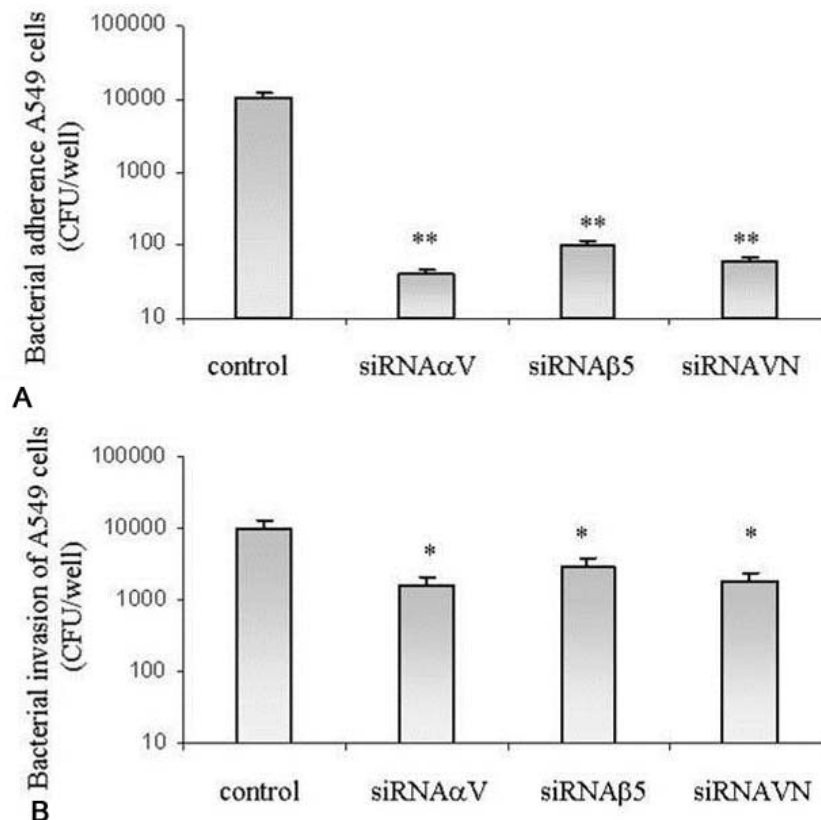 A
Bacterial adherence A549 cells
(CFU/well)
100000
10000
1000
100
10
** ** **
control siRNAαV siRNAβ5 siRNAVN
B
Bacterial invasion of A549 cells
(CFU/well)
100000
10000
1000
100
10
* * *
control siRNAαV siRNAβ5 siRNAVN